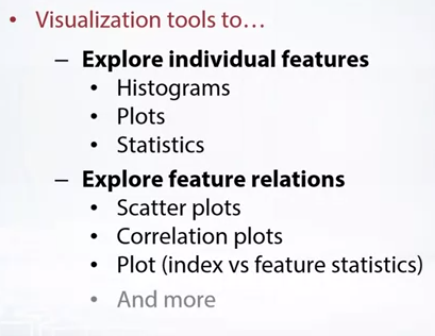 • Visualization tools to…
– Explore individual features
• Histograms
• Plots
• Statistics
– Explore feature relations
• Scatter plots
• Correlation plots
• Plot (index vs feature statistics)
• And more